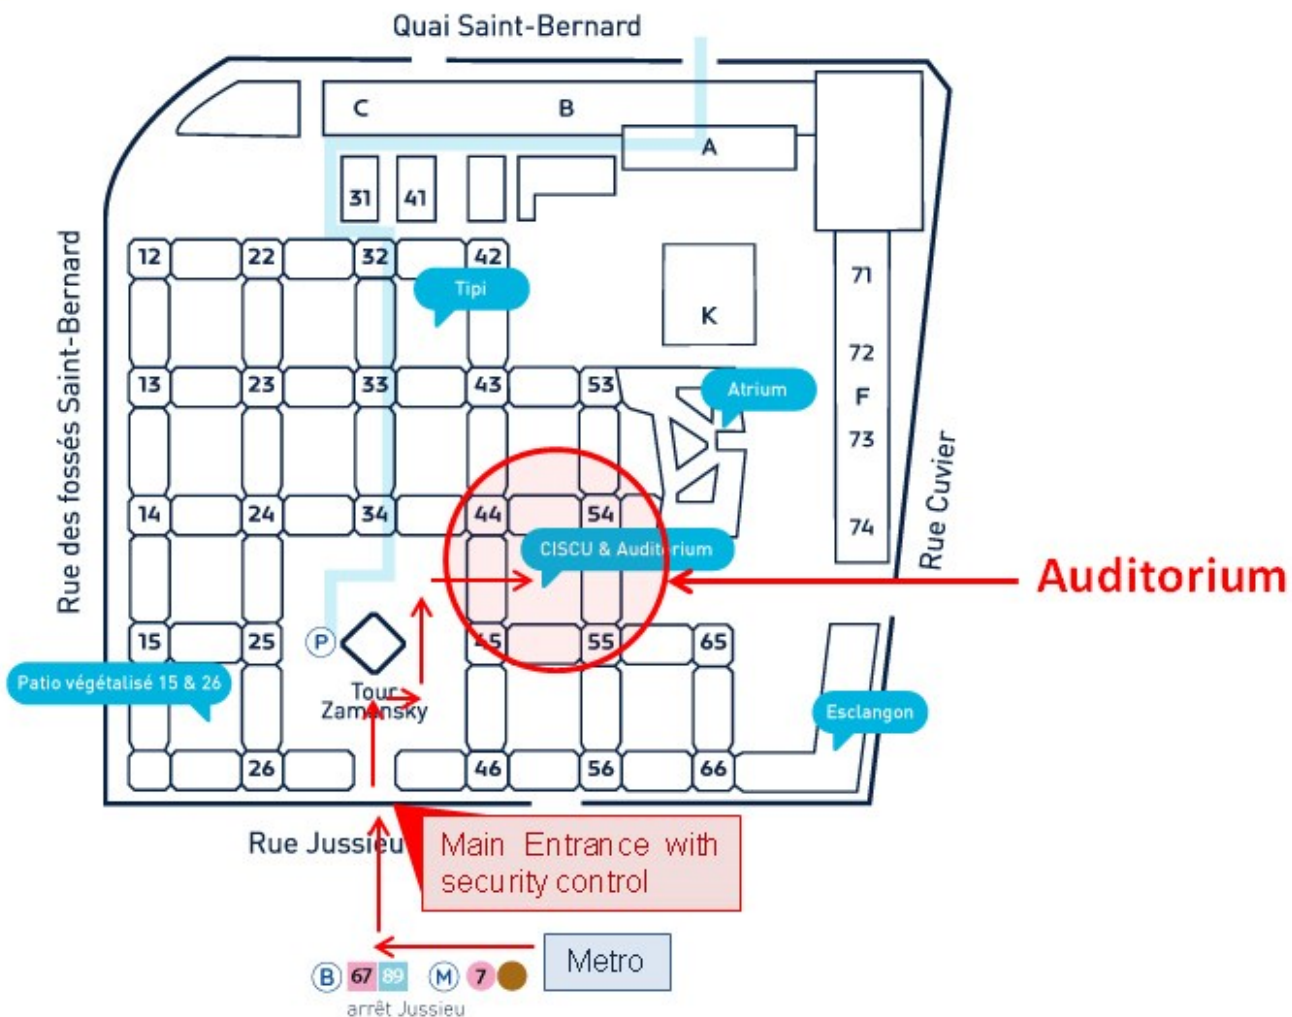 Quai Saint-Bernard
C
B
A
31
41
12
22
32
42
Tipi
71
K
72
Rue des fossés Saint-Bernard
13
23
33
43
53
Atrium
F
73
Rue Cuvier
14
24
34
44
54
74
CISCU & Auditorium
Auditorium
15
25
P
45
55
65
Patio végétalisé 15 & 26
Tour
Zamansky
Esclangon
26
46
56
66
Rue Jussieu
Main Entrance with
security control
Metro
B 67 89 M 7
arrêt Jussieu